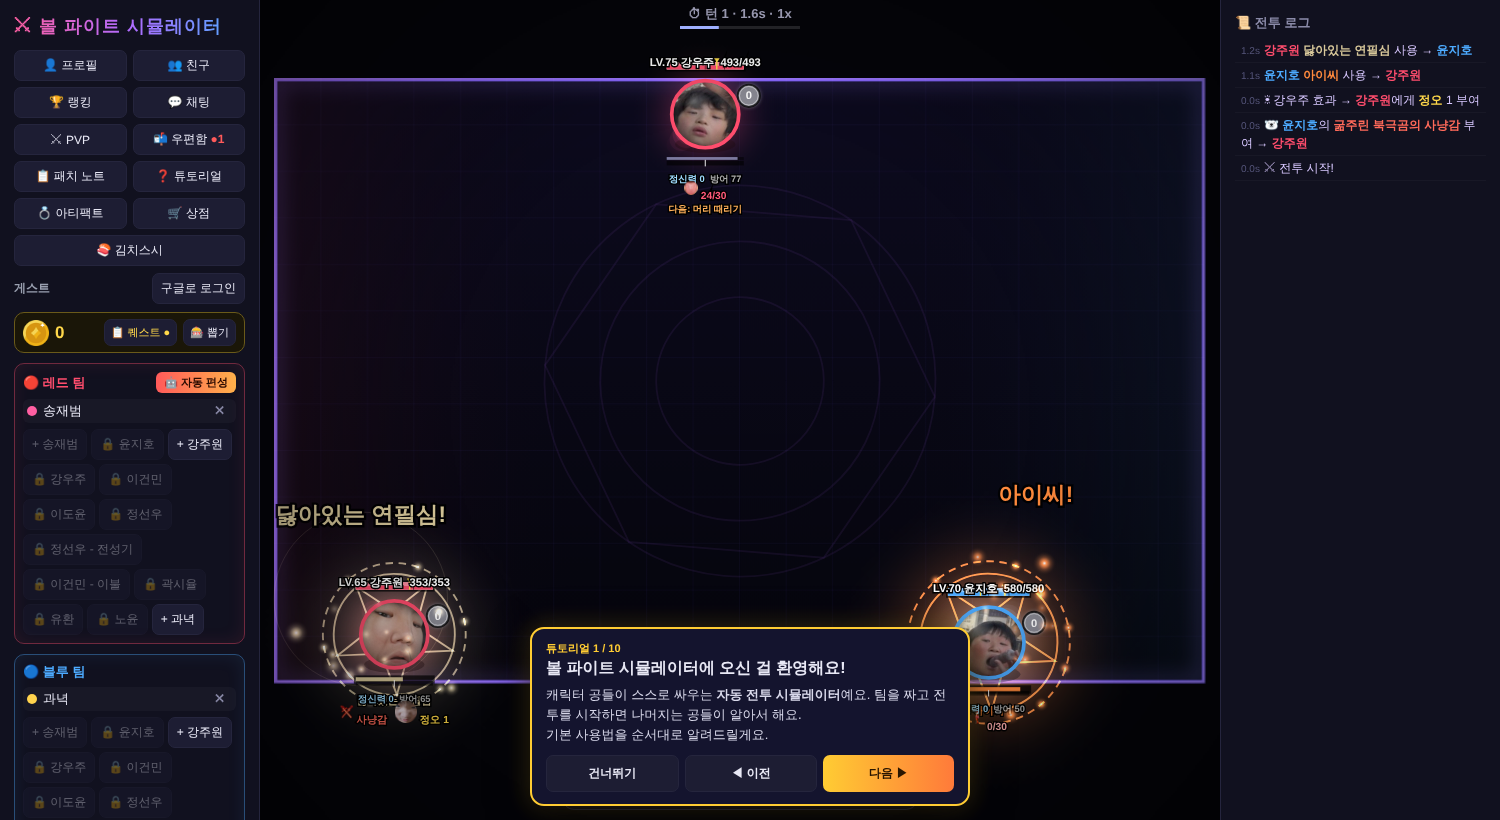 ⚔ 볼 파이트 시뮬레이터
👤 프로필
👥 친구
🏆 랭킹
💬 채팅
⚔ PVP
📬 우편함 ●1
📋 패치 노트
❓ 튜토리얼
💍 아티팩트
🛒 상점
🍣 김치스시
게스트
구글로 로그인
0
📋 퀘스트 ●
🎰 뽑기
🔴 레드 팀
🤖 자동 편성
송재범 ✕
+ 송재범
🔒 윤지호
+ 강주원
🔒 강우주
🔒 이건민
🔒 이도윤
🔒 정선우
🔒 정선우 - 전성기
🔒 이건민 - 이불
🔒 곽시율
🔒 유환
🔒 노윤
+ 과녁
🔵 블루 팀
과녁 ✕
+ 송재범
🔒 윤지호
+ 강주원
🔒 강우주
🔒 이건민
🔒 이도윤
🔒 정선우
⏱ 턴 1 · 1.6s · 1x
LV.75 강우주 493/493
0
정신력 0 방어 77
24/30
다음: 머리 때리기
닳아있는 연필심!
LV.65 강주원 353/353
0
정신력 0 방어 65
사냥감
정오 1
아이씨!
LV.70 윤지호 580/580
0
력 0 방어 50
0/30
튜토리얼 1 / 10
볼 파이트 시뮬레이터에 오신 걸 환영해요!
캐릭터 공들이 스스로 싸우는 자동 전투 시뮬레이터예요. 팀을 짜고 전
투를 시작하면 나머지는 공들이 알아서 해요.
기본 사용법을 순서대로 알려드릴게요.
건너뛰기
◀ 이전
다음 ▶
📜 전투 로그
1.2s 강주원 닳아있는 연필심 사용 → 윤지호
1.1s 윤지호 아이씨 사용 → 강주원
0.0s ☀ 강우주 효과 → 강주원에게 정오 1 부여
0.0s 🐻‍❄️ 윤지호의 굶주린 북극곰의 사냥감 부
여 → 강주원
0.0s ⚔ 전투 시작!